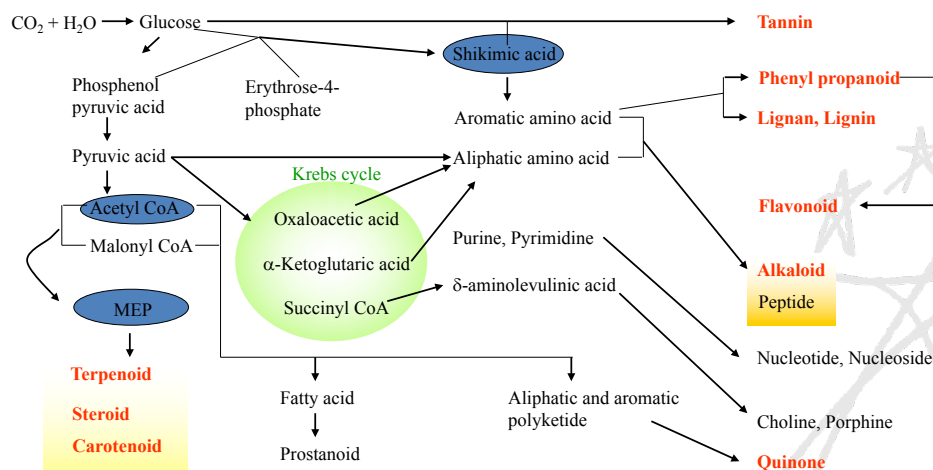 CO₂ + H₂O
Glucose
Tannin
Shikimic acid
Phosphenol
pyruvic acid
Erythrose-4-
phosphate
Phenyl propanoid
Aromatic amino acid
Lignan, Lignin
Pyruvic acid
Aliphatic amino acid
Krebs cycle
Acetyl CoA
Oxaloacetic acid
Flavonoid
Malonyl CoA
Purine, Pyrimidine
α-Ketoglutaric acid
Alkaloid
Succinyl CoA
δ-aminolevulinic acid
Peptide
MEP
Nucleotide, Nucleoside
Terpenoid
Fatty acid
Aliphatic and aromatic
polyketide
Steroid
Choline, Porphine
Carotenoid
Prostanoid
Quinone